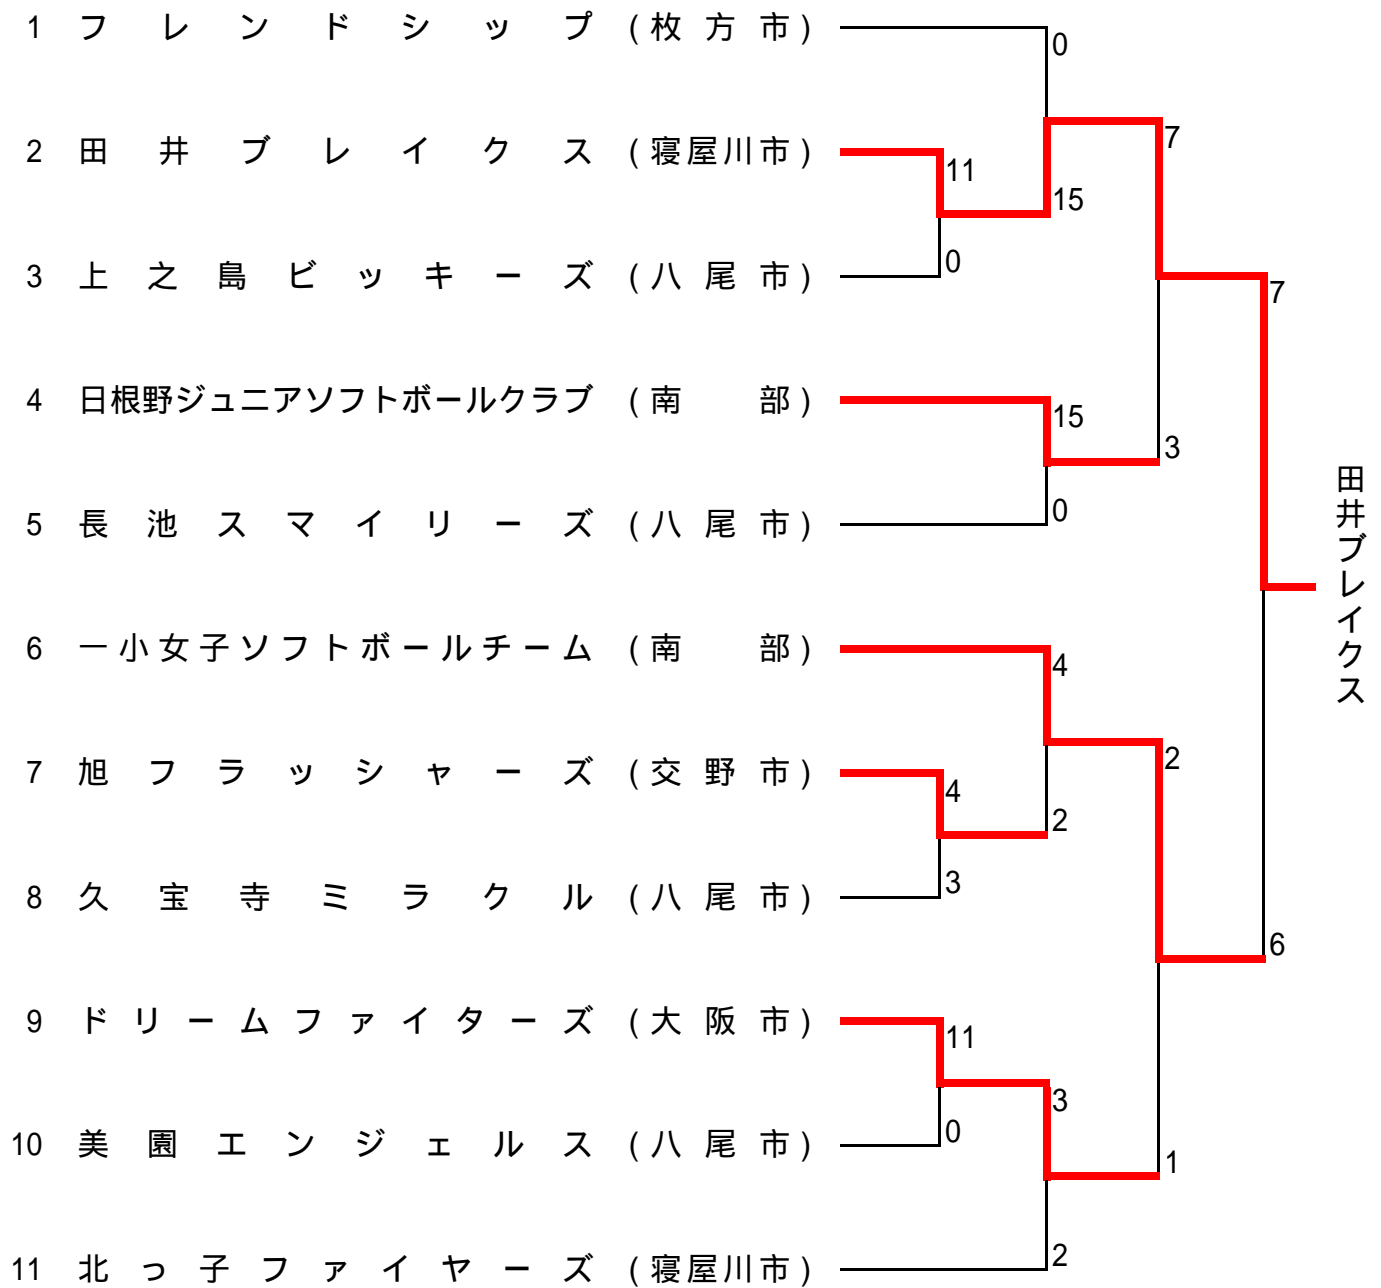 1 フレンドシップ (枚方市)
0
2 田井ブレイクス (寝屋川市)
7
11
15
3 上之島ビッキーズ (八尾市)
0
7
4 日根野ジュニアソフトボールクラブ (南部)
15
3
5 長池スマイリーズ (八尾市)
0
田井ブレイクス
6 一小女子ソフトボールチーム (南部)
4
2
7 旭フラッシャーズ (交野市)
4
2
8 久宝寺ミラクル (八尾市)
3
6
9 ドリームファイターズ (大阪市)
11
3
10 美園エンジェルス (八尾市)
0
1
11 北っ子ファイヤーズ (寝屋川市)
2